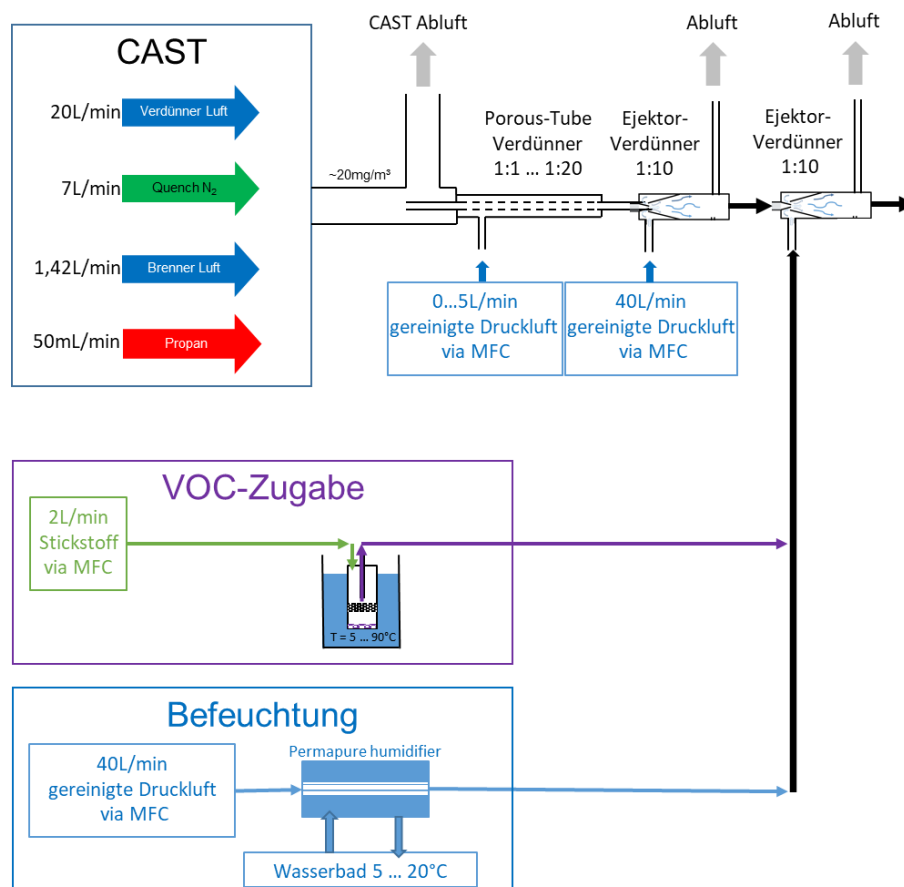 CAST
20L/min
Verdünner Luft
7L/min
Quench N₂
1,42L/min
Brenner Luft
50mL/min
Propan
~20mg/m³
CAST Abluft
Porous-Tube
Verdünner
1:1 ... 1:20
Ejektor-
Verdünner
1:10
Abluft
Ejektor-
Verdünner
1:10
Abluft
0...5L/min
gereinigte Druckluft
via MFC
40L/min
gereinigte Druckluft
via MFC
VOC-Zugabe
2L/min
Stickstoff
via MFC
T = 5 ... 90°C
Befeuchtung
40L/min
gereinigte Druckluft
via MFC
Permapure humidifier
Wasserbad 5 ... 20°C